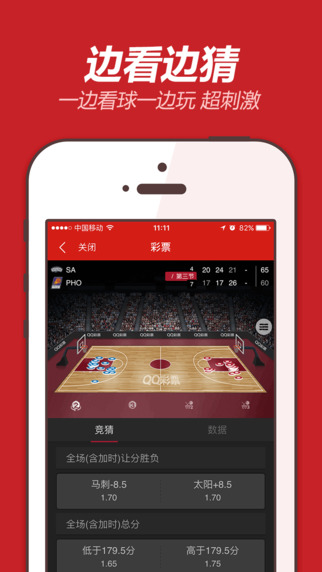 边看边猜
一边看球一边玩 超刺激
中国移动 11:11 82%
关闭 彩票
SA 4 20 24 21 - 65
/ 第三节
PHO 7 17 17 26 - 60
QQ彩票
竞猜 数据
全场(含加时)让分胜负
马刺-8.5 太阳+8.5
1.70 1.70
全场(含加时)总分
低于179.5分 高于179.5分
1.65 1.75